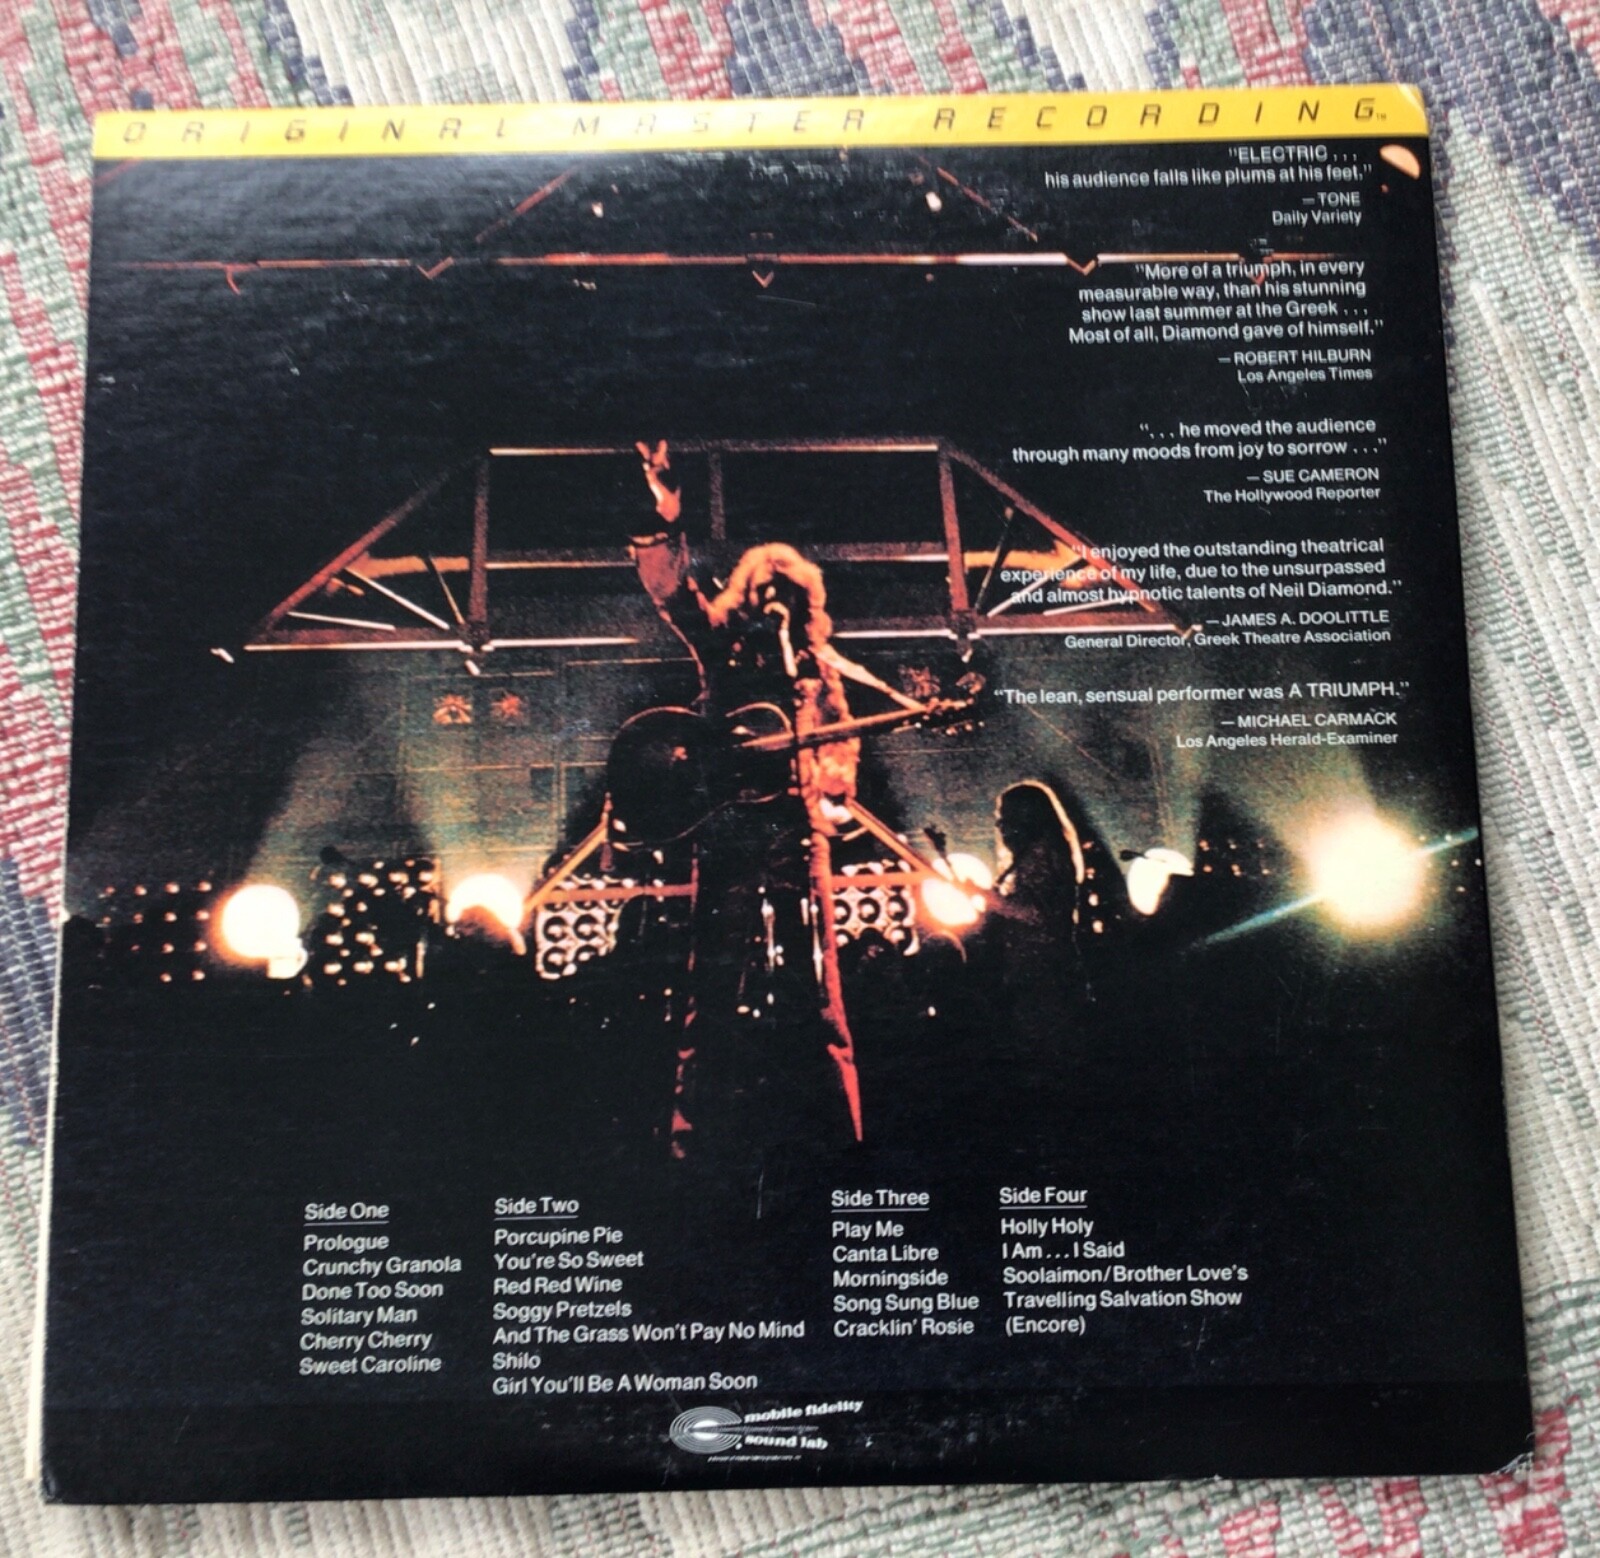 ORIGINAL MASTER RECORDING™
"ELECTRIC . . .
his audience falls like plums at his feet."
— TONE
Daily Variety
"More of a triumph, in every
measurable way, than his stunning
show last summer at the Greek . . .
Most of all, Diamond gave of himself."
— ROBERT HILBURN
Los Angeles Times
". . . he moved the audience
through many moods from joy to sorrow . . ."
— SUE CAMERON
The Hollywood Reporter
"I enjoyed the outstanding theatrical
experience of my life, due to the unsurpassed
and almost hypnotic talents of Neil Diamond."
— JAMES A. DOOLITTLE
General Director, Greek Theatre Association
"The lean, sensual performer was A TRIUMPH."
— MICHAEL CARMACK
Los Angeles Herald-Examiner
Side One
Prologue
Crunchy Granola
Done Too Soon
Solitary Man
Cherry Cherry
Sweet Caroline
Side Two
Porcupine Pie
You're So Sweet
Red Red Wine
Soggy Pretzels
And The Grass Won't Pay No Mind
Shilo
Girl You'll Be A Woman Soon
Side Three
Play Me
Canta Libre
Morningside
Song Sung Blue
Cracklin' Rosie
Side Four
Holly Holy
I Am . . . I Said
Soolaimon/Brother Love's
Travelling Salvation Show
(Encore)
mobile fidelity
sound lab